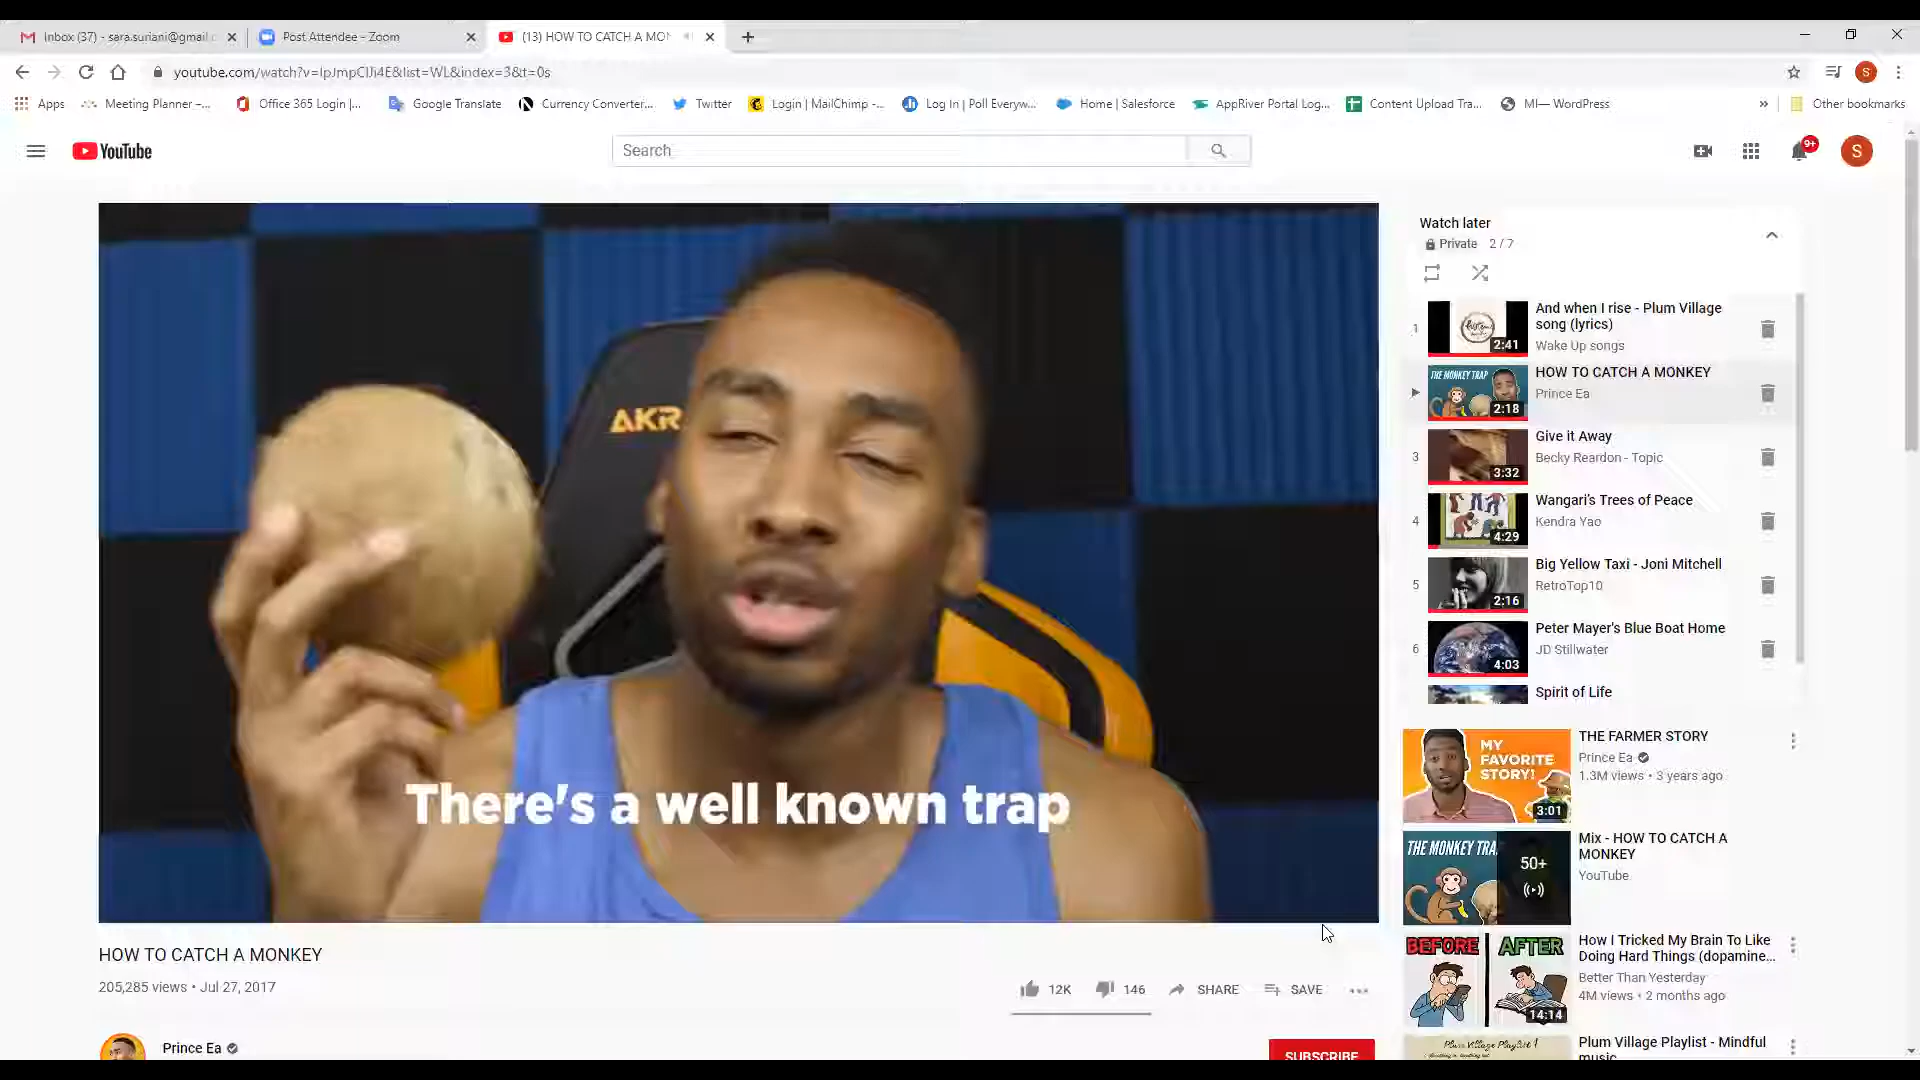 Inbox (37) - sara.suriani@gmail.c
Post Attendee - Zoom
(13) HOW TO CATCH A MON
youtube.com/watch?v=lpJmpCIJi4E&list=WL&index=3&t=0s
Apps
Meeting Planner –...
Office 365 Login |...
Google Translate
Currency Converter...
Twitter
Login | MailChimp -...
Log In | Poll Everyw...
Home | Salesforce
AppRiver Portal Log...
Content Upload Tra...
MI— WordPress
Other bookmarks
YouTube
Search
9+
S
AKR
There's a well known trap
HOW TO CATCH A MONKEY
205,285 views • Jul 27, 2017
12K
146
SHARE
SAVE
Prince Ea
SUBSCRIBE
Watch later
Private 2 / 7
1
2:41
And when I rise - Plum Village
song (lyrics)
Wake Up songs
THE MONKEY TRAP
2:18
HOW TO CATCH A MONKEY
Prince Ea
3
3:32
Give it Away
Becky Reardon - Topic
4
4:29
Wangari's Trees of Peace
Kendra Yao
5
2:16
Big Yellow Taxi - Joni Mitchell
RetroTop10
6
4:03
Peter Mayer's Blue Boat Home
JD Stillwater
Spirit of Life
MY
FAVORITE
STORY!
3:01
THE FARMER STORY
Prince Ea
1.3M views • 3 years ago
THE MONKEY TRA
50+
Mix - HOW TO CATCH A
MONKEY
YouTube
BEFORE
AFTER
14:14
How I Tricked My Brain To Like
Doing Hard Things (dopamine...
Better Than Yesterday
4M views • 2 months ago
Plum Village Playlist - Mindful
music